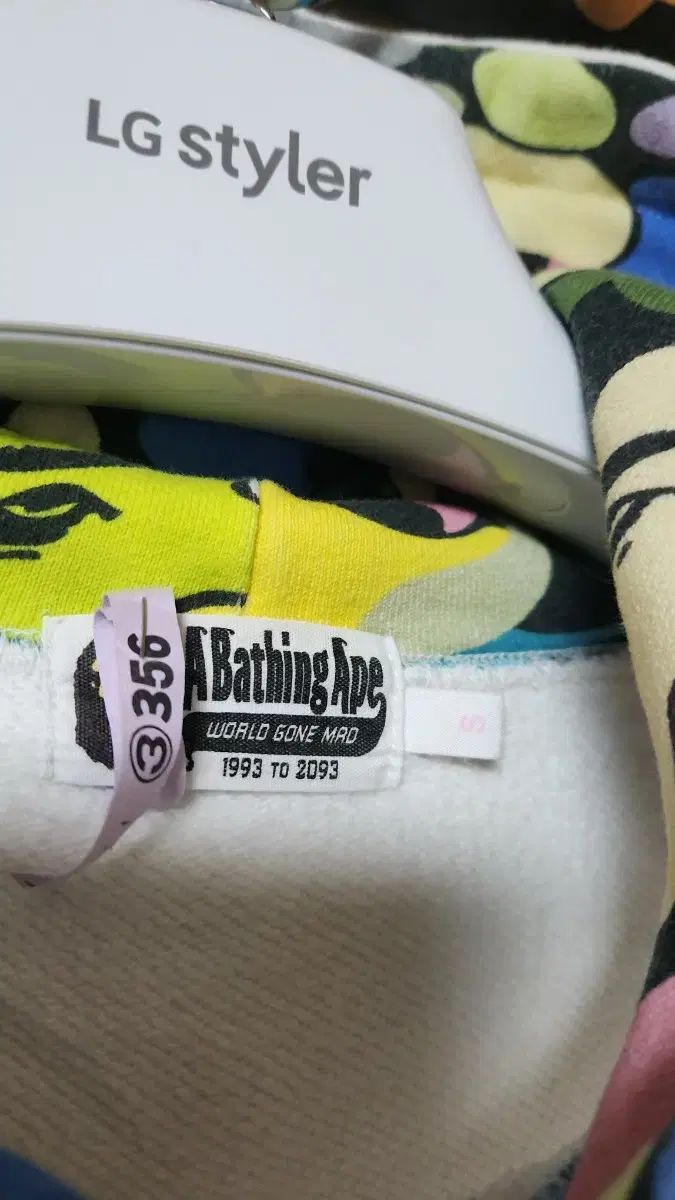 LG styler
③356
A Bathing Ape
WORLD GONE MAD
1993 TO 2093
S